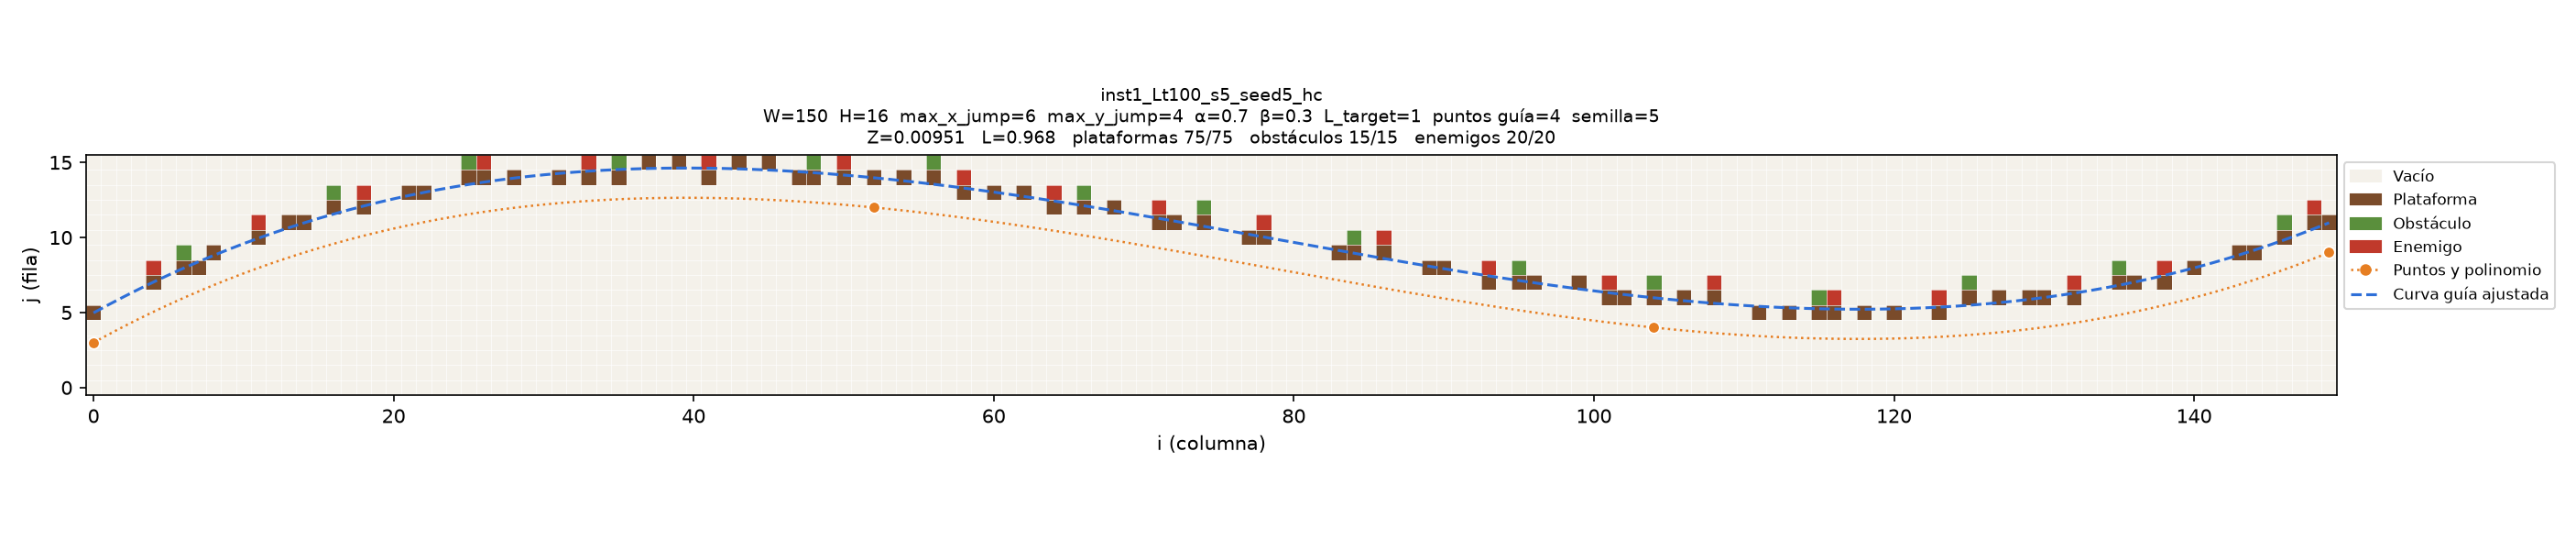 inst1_Lt100_s5_seed5_hc
W=150 H=16 max_x_jump=6 max_y_jump=4 α=0.7 β=0.3 L_target=1 puntos guía=4 semilla=5
Z=0.00951 L=0.968 plataformas 75/75 obstáculos 15/15 enemigos 20/20
15
10
5
0
j (fila)
0 20 40 60 80 100 120 140
i (columna)
Vacío
Plataforma
Obstáculo
Enemigo
Puntos y polinomio
Curva guía ajustada